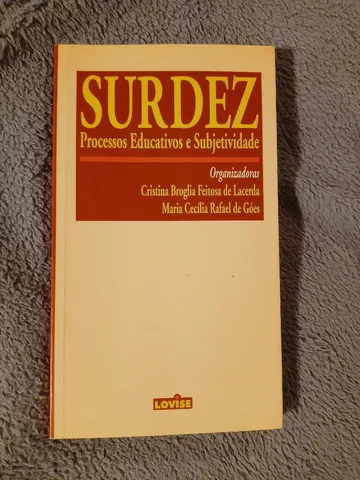 SURDEZ
Processos Educativos e Subjetividade
Organizadoras
Cristina Broglia Feitosa de Lacerda
Maria Cecília Rafael de Góes
LOVISE